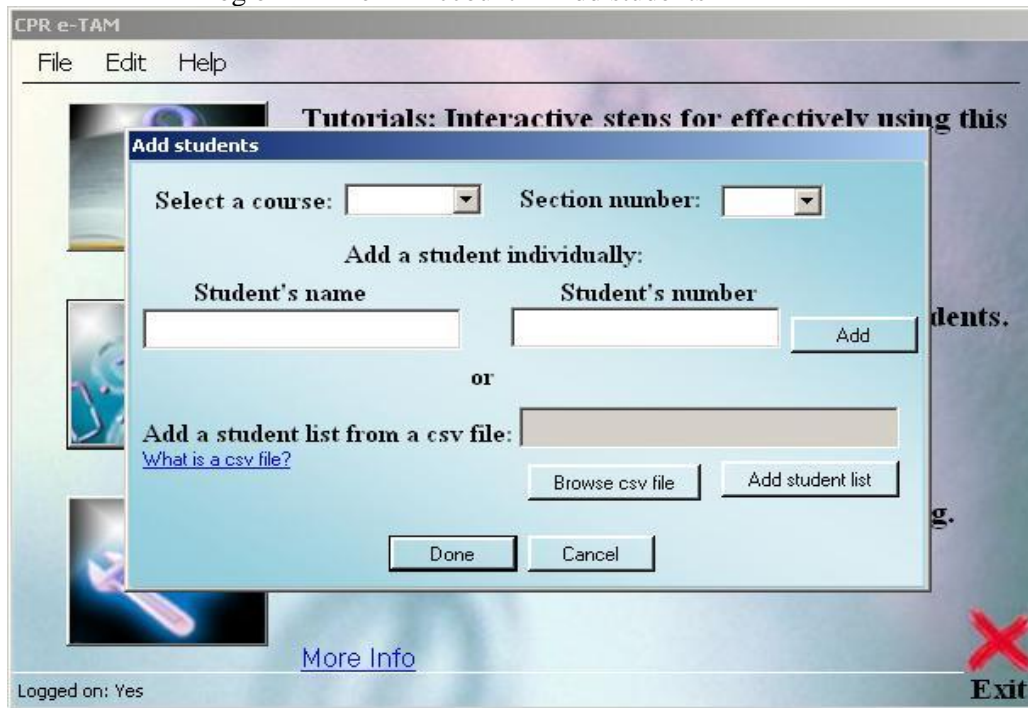 CPR e-TAM
File Edit Help
Tutorials: Interactive steps for effectively using this
Add students
Select a course: Section number:
Add a student individually:
Student's name Student's number
dents.
Add
or
Add a student list from a csv file:
What is a csv file?
Browse csv file Add student list
g.
Done Cancel
More Info
Logged on: Yes Exit